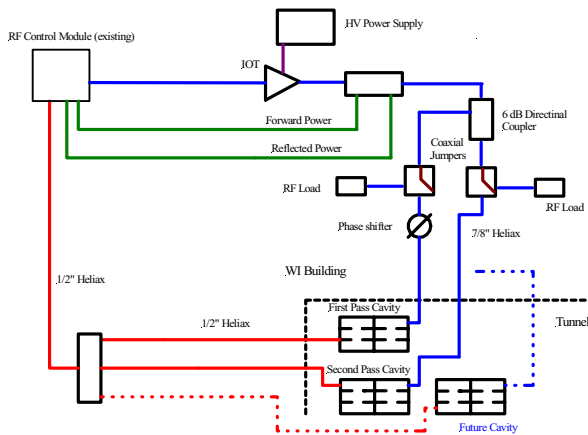 HV Power Supply
RF Control Module (existing)
IOT
Forward Power
6 dB Directinal
Coupler
Coaxial
Jumpers
Reflected Power
RF Load
RF Load
Phase shifter
7/8" Heliax
WI Building
1/2" Heliax
First Pass Cavity
1/2" Heliax
Tunnel
Second Pass Cavity
Future Cavity